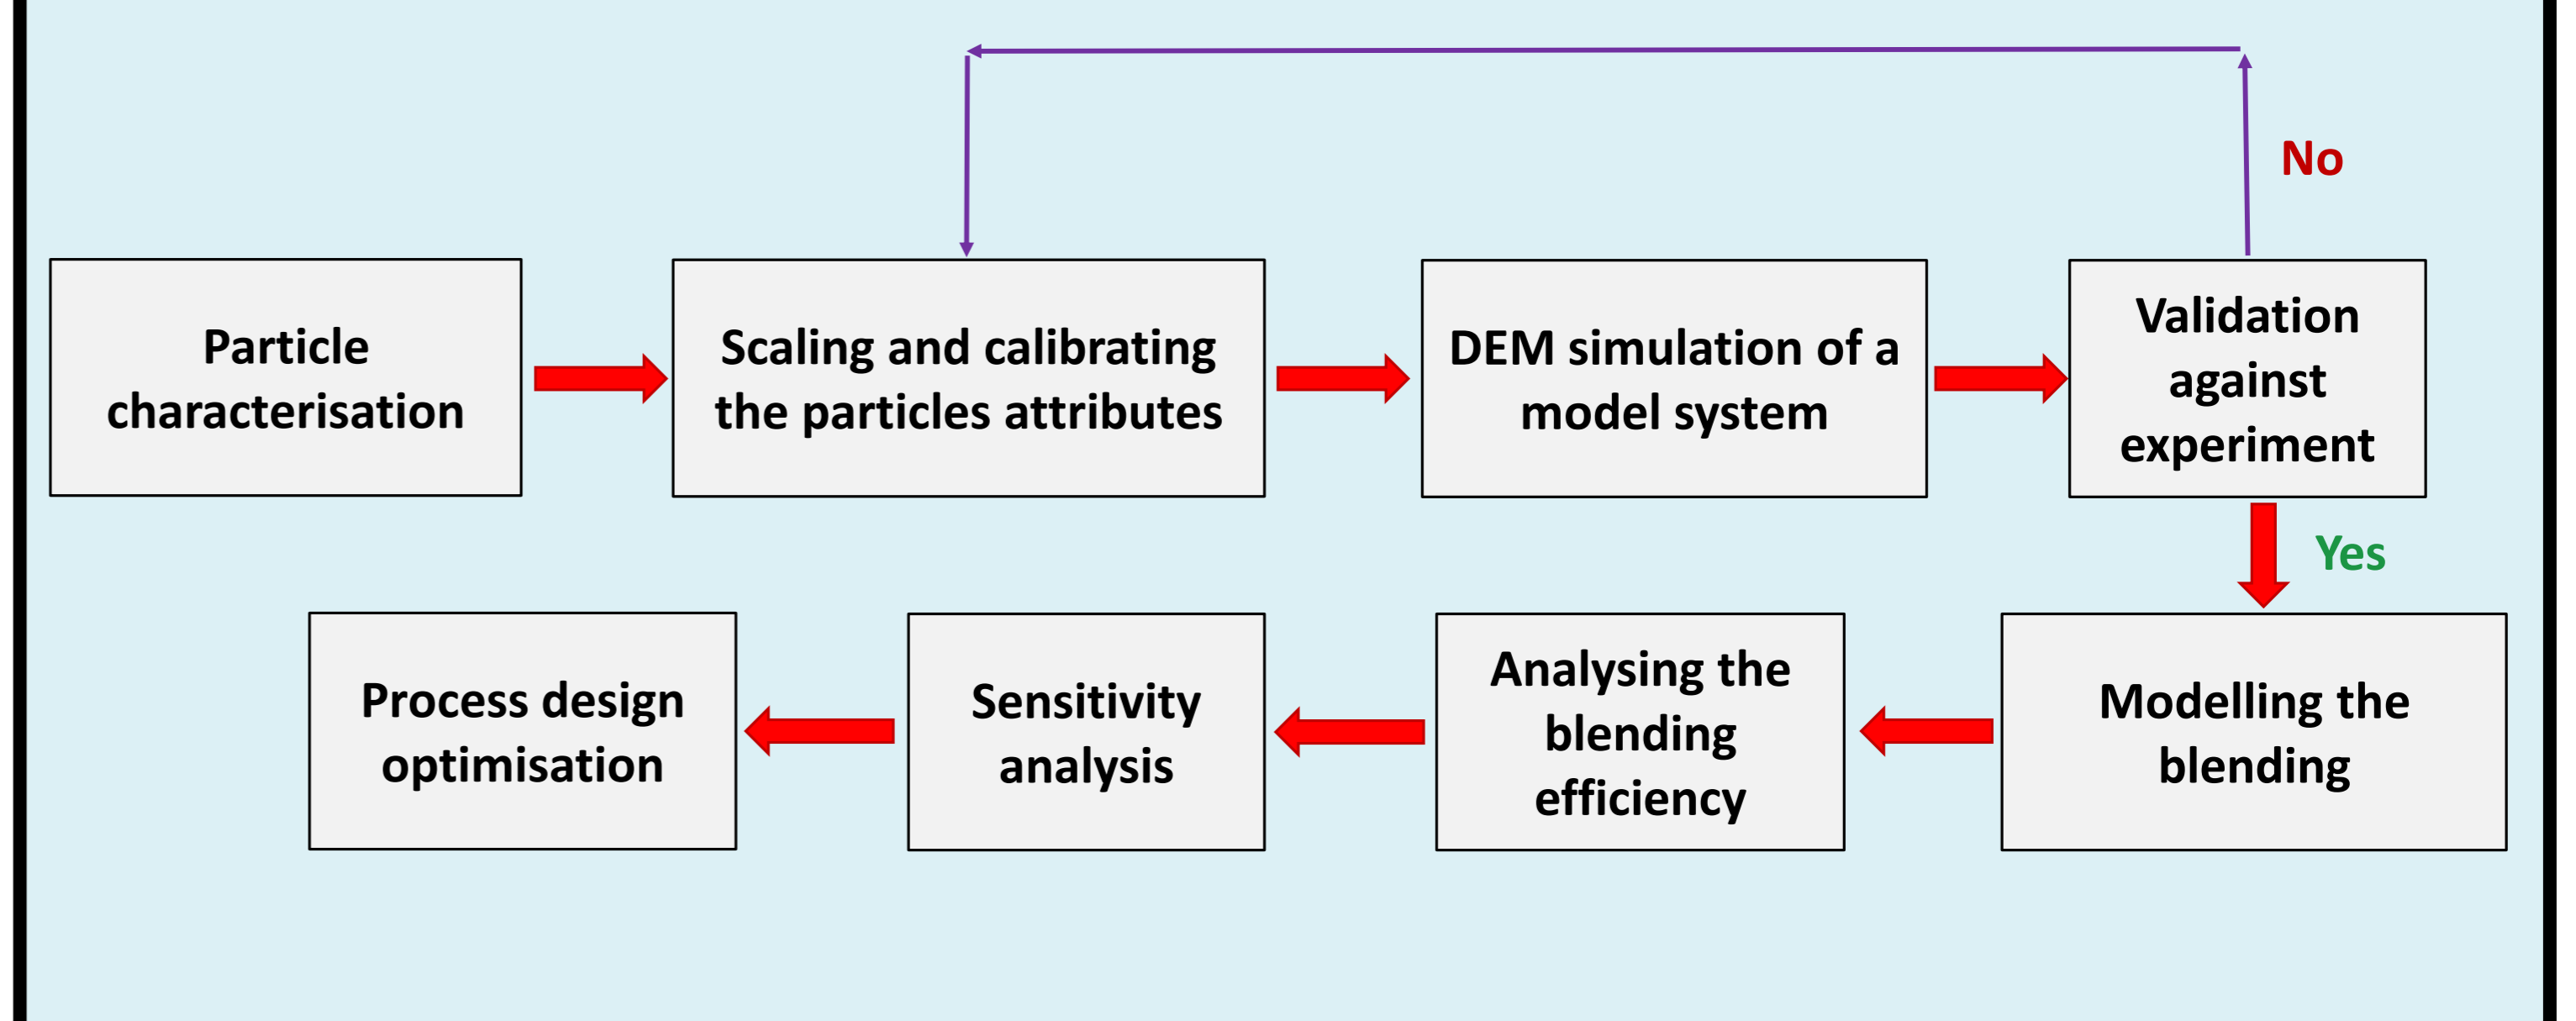 No
Particle
characterisation
Scaling and calibrating
the particles attributes
DEM simulation of a
model system
Validation
against
experiment
Yes
Modelling the
blending
Analysing the
blending
efficiency
Sensitivity
analysis
Process design
optimisation